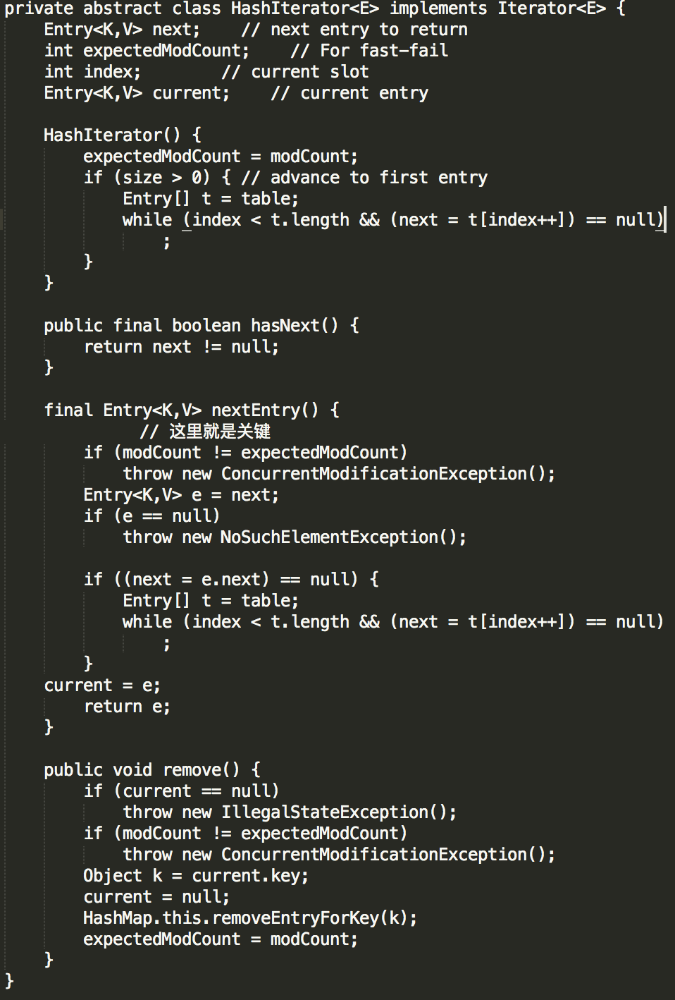 private abstract class HashIterator<E> implements Iterator<E> {
    Entry<K,V> next;    // next entry to return
    int expectedModCount;    // For fast-fail
    int index;        // current slot
    Entry<K,V> current;    // current entry

    HashIterator() {
        expectedModCount = modCount;
        if (size > 0) { // advance to first entry
            Entry[] t = table;
            while (index < t.length && (next = t[index++]) == null)
                ;
        }
    }

    public final boolean hasNext() {
        return next != null;
    }

    final Entry<K,V> nextEntry() {
              // 这里就是关键
        if (modCount != expectedModCount)
            throw new ConcurrentModificationException();
        Entry<K,V> e = next;
        if (e == null)
            throw new NoSuchElementException();

        if ((next = e.next) == null) {
            Entry[] t = table;
            while (index < t.length && (next = t[index++]) == null)
                ;
        }
    current = e;
        return e;
    }

    public void remove() {
        if (current == null)
            throw new IllegalStateException();
        if (modCount != expectedModCount)
            throw new ConcurrentModificationException();
        Object k = current.key;
        current = null;
        HashMap.this.removeEntryForKey(k);
        expectedModCount = modCount;
    }
}